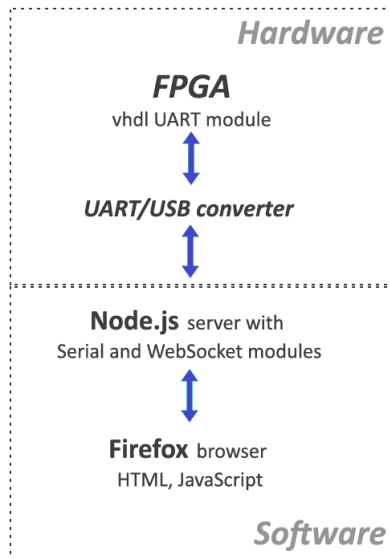 Hardware
FPGA
vhdl UART module
UART/USB converter
Node.js server with
Serial and WebSocket modules
Firefox browser
HTML, JavaScript
Software